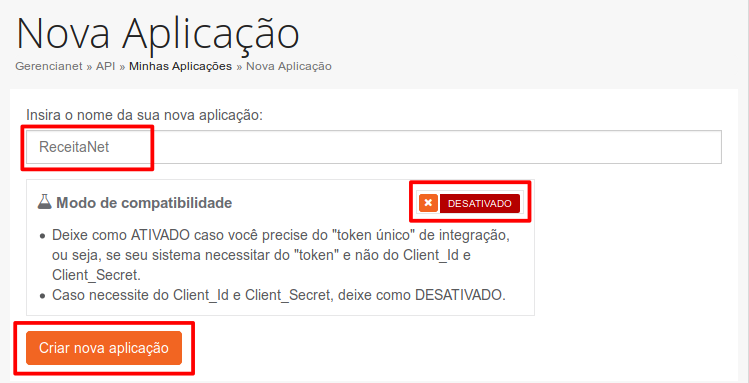 Nova Aplicação
Gerencianet » API » Minhas Aplicações » Nova Aplicação
Insira o nome da sua nova aplicação:
ReceitaNet
Modo de compatibilidade
DESATIVADO
Deixe como ATIVADO caso você precise do "token único" de integração,
ou seja, se seu sistema necessitar do "token" e não do Client_Id e
Client_Secret.
Caso necessite do Client_Id e Client_Secret, deixe como DESATIVADO.
Criar nova aplicação